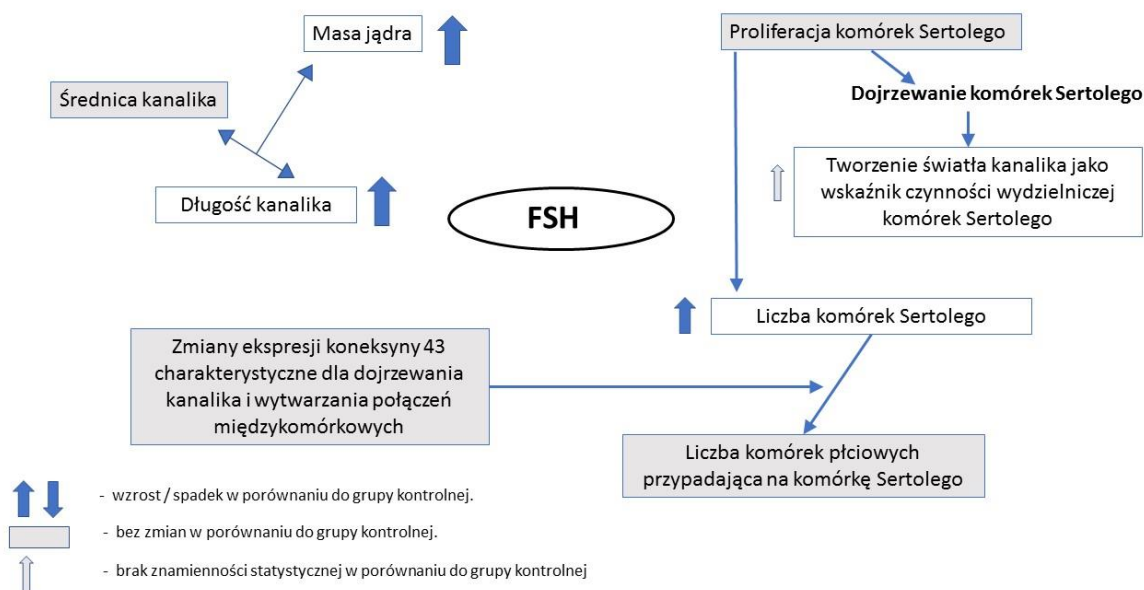 Masa jądra
Średnica kanalika
Długość kanalika
FSH
Proliferacja komórek Sertolego
Dojrzewanie komórek Sertolego
Tworzenie światła kanalika jako
wskaźnik czynności wydzielniczej
komórek Sertolego
Liczba komórek Sertolego
Zmiany ekspresji koneksyny 43
charakterystyczne dla dojrzewania
kanalika i wytwarzania połączeń
międzykomórkowych
Liczba komórek płciowych
przypadająca na komórkę Sertolego
- wzrost / spadek w porównaniu do grupy kontrolnej.
- bez zmian w porównaniu do grupy kontrolnej.
- brak znamienności statystycznej w porównaniu do grupy kontrolnej